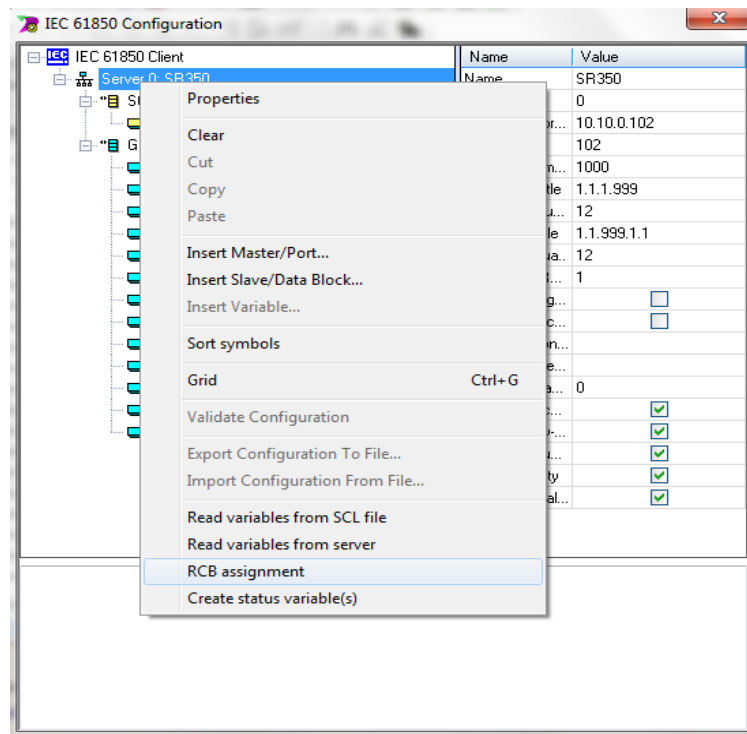 IEC 61850 Configuration
IEC IEC 61850 Client
Name Value
Server 0: SR350
Name SR350
0
10.10.0.102
102
1000
tle 1.1.1.999
12
le 1.1.999.1.1
12
1
0
Properties
Clear
Cut
Copy
Paste
Insert Master/Port...
Insert Slave/Data Block...
Insert Variable...
Sort symbols
Grid Ctrl+G
Validate Configuration
Export Configuration To File...
Import Configuration From File...
Read variables from SCL file
Read variables from server
RCB assignment
Create status variable(s)